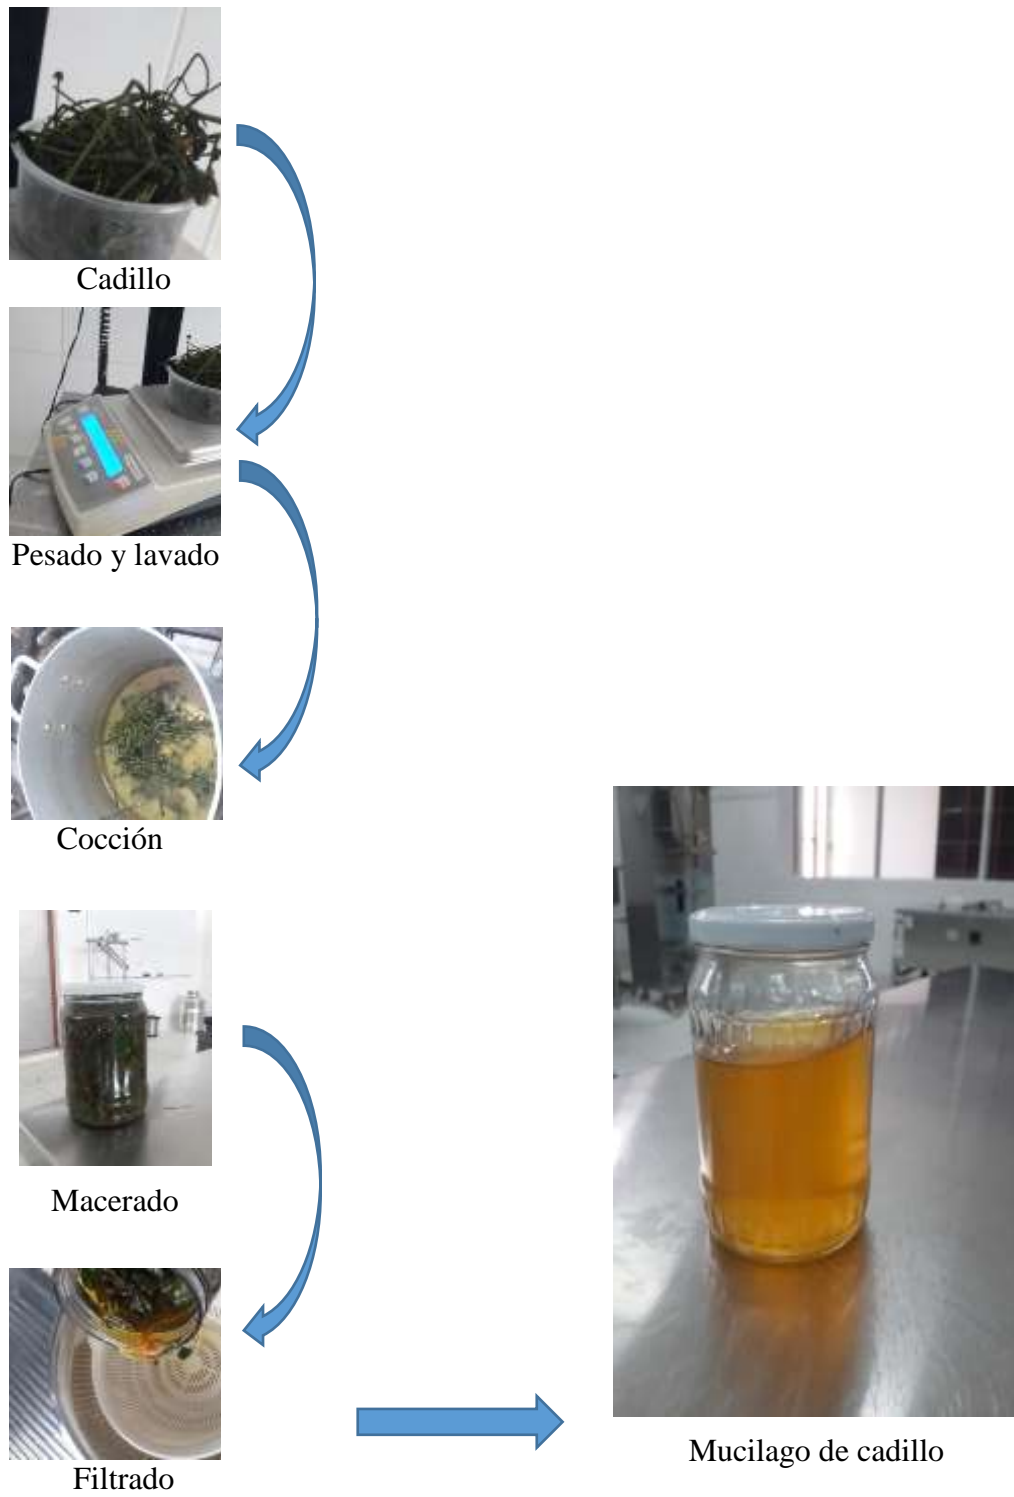 Cadillo
Pesado y lavado
Cocción
Macerado
Filtrado
Mucilago de cadillo